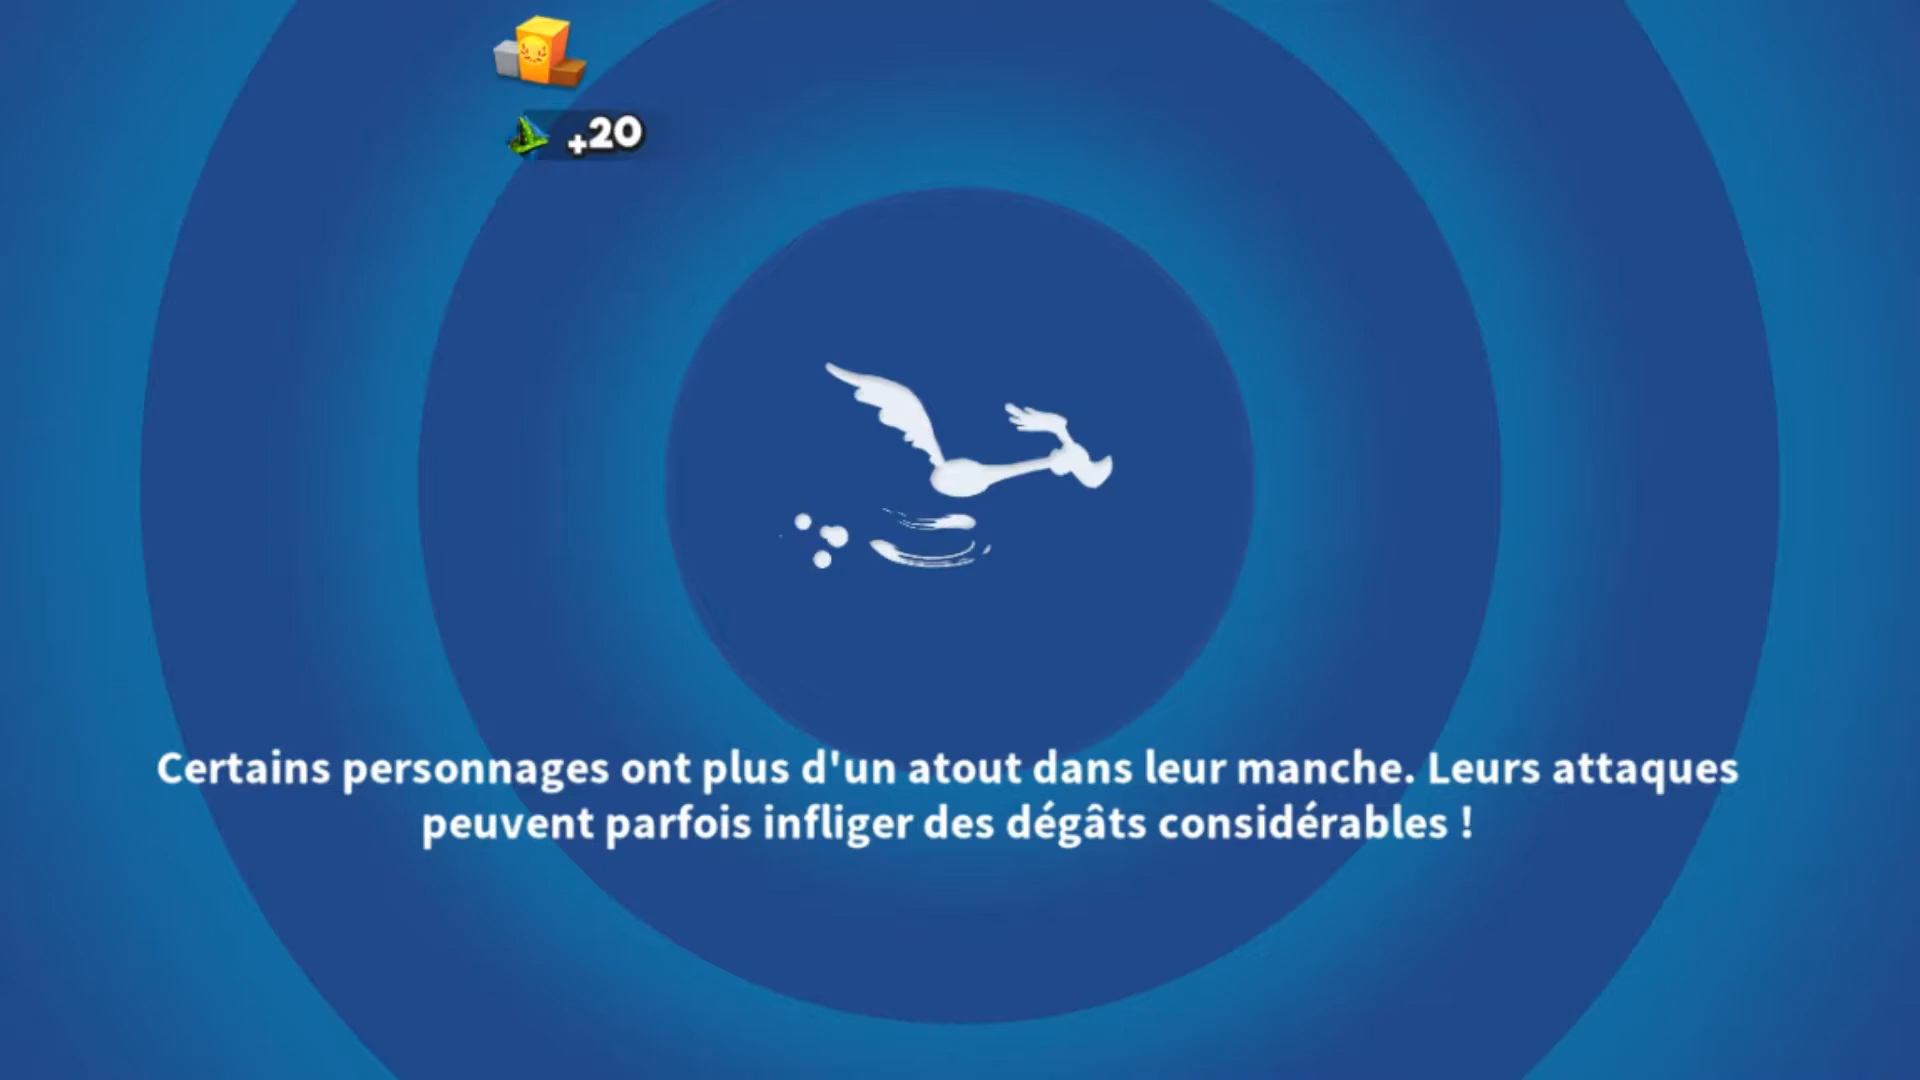 +20
Certains personnages ont plus d'un atout dans leur manche. Leurs attaques
peuvent parfois infliger des dégâts considérables !